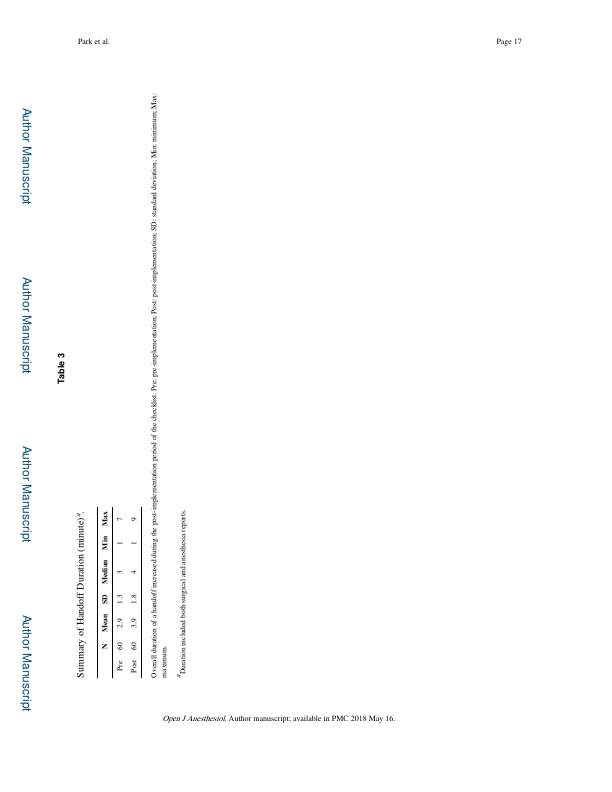 Park et al.
Page 17
Author Manuscript
Author Manuscript
Author Manuscript
Author Manuscript
Table 3
Summary of Handoff Duration (minute)#.
N Mean SD Median Min Max
Pre 60 2.9 1.3 3 1 7
Post 60 3.9 1.8 4 1 9
Overall duration of a handoff increased during the post-implementation period of the checklist. Pre: pre-implementation; Post: post-implementation; SD: standard deviation; Min: minimum; Max:
maximum.
#Duration included both surgical and anesthesia reports.
Open J Anesthesiol. Author manuscript; available in PMC 2018 May 16.